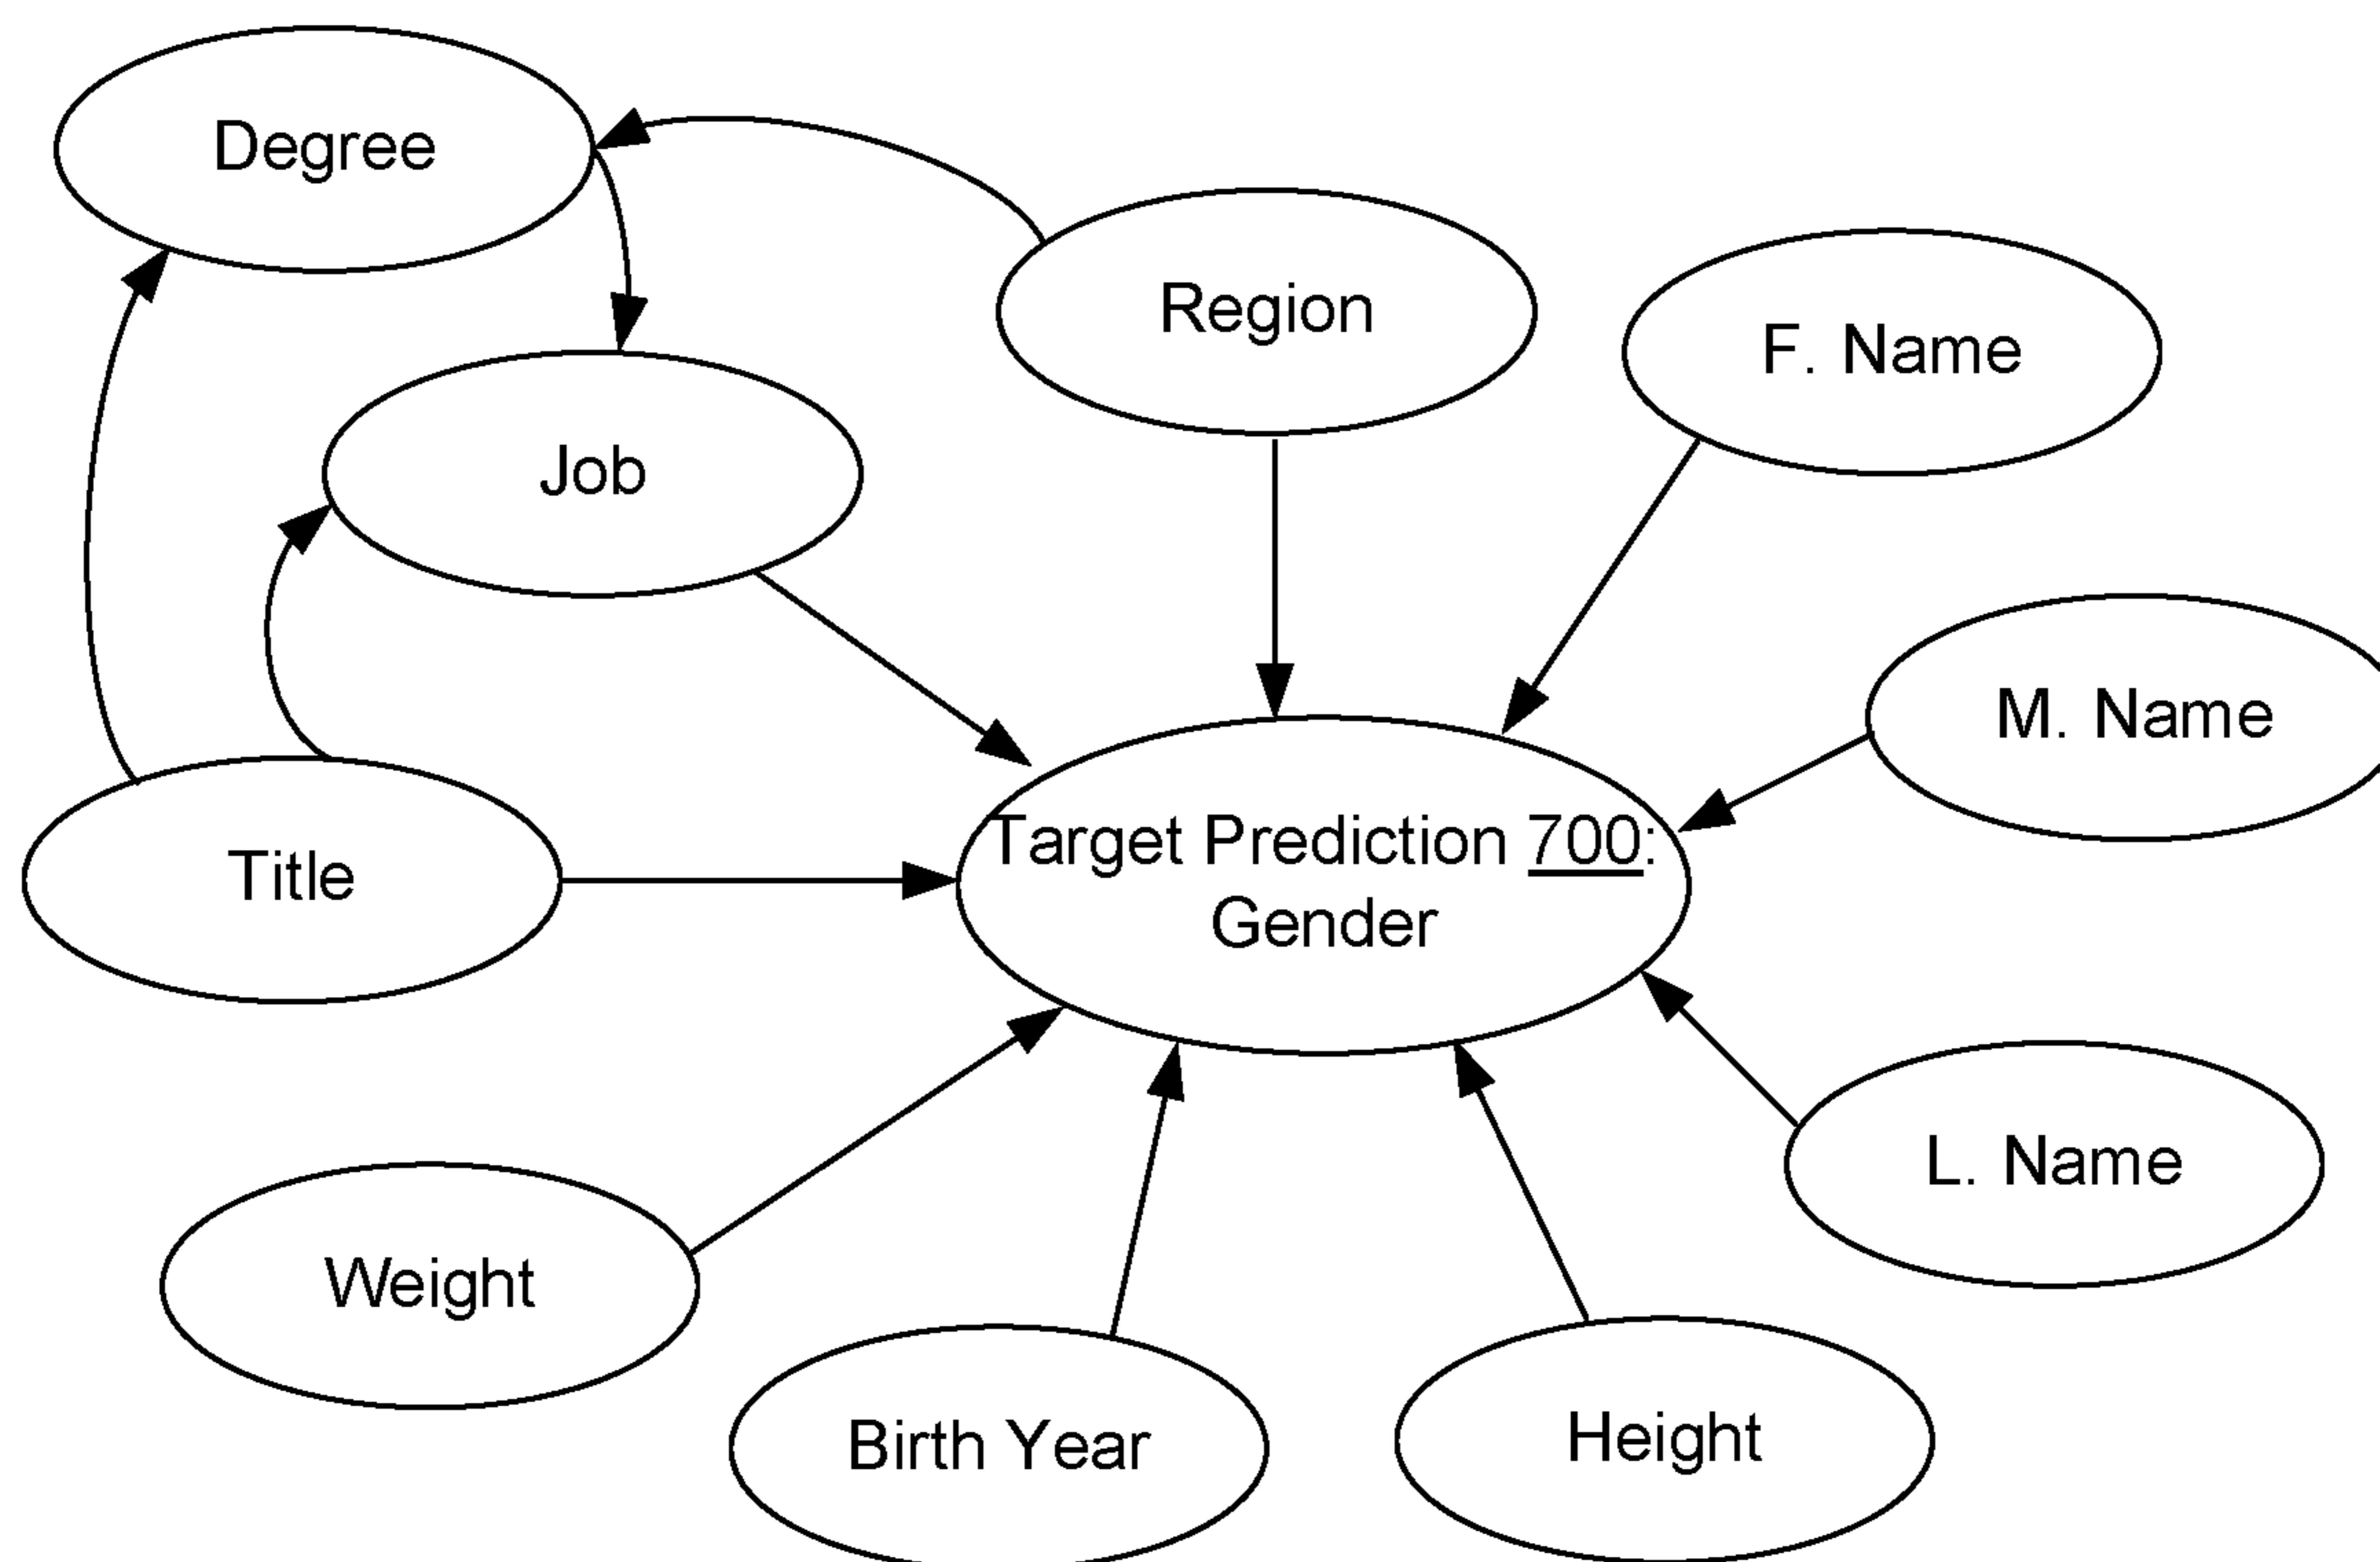 Degree
Region
F. Name
Job
M. Name
Target Prediction 700:
Gender
Title
L. Name
Weight
Birth Year
Height